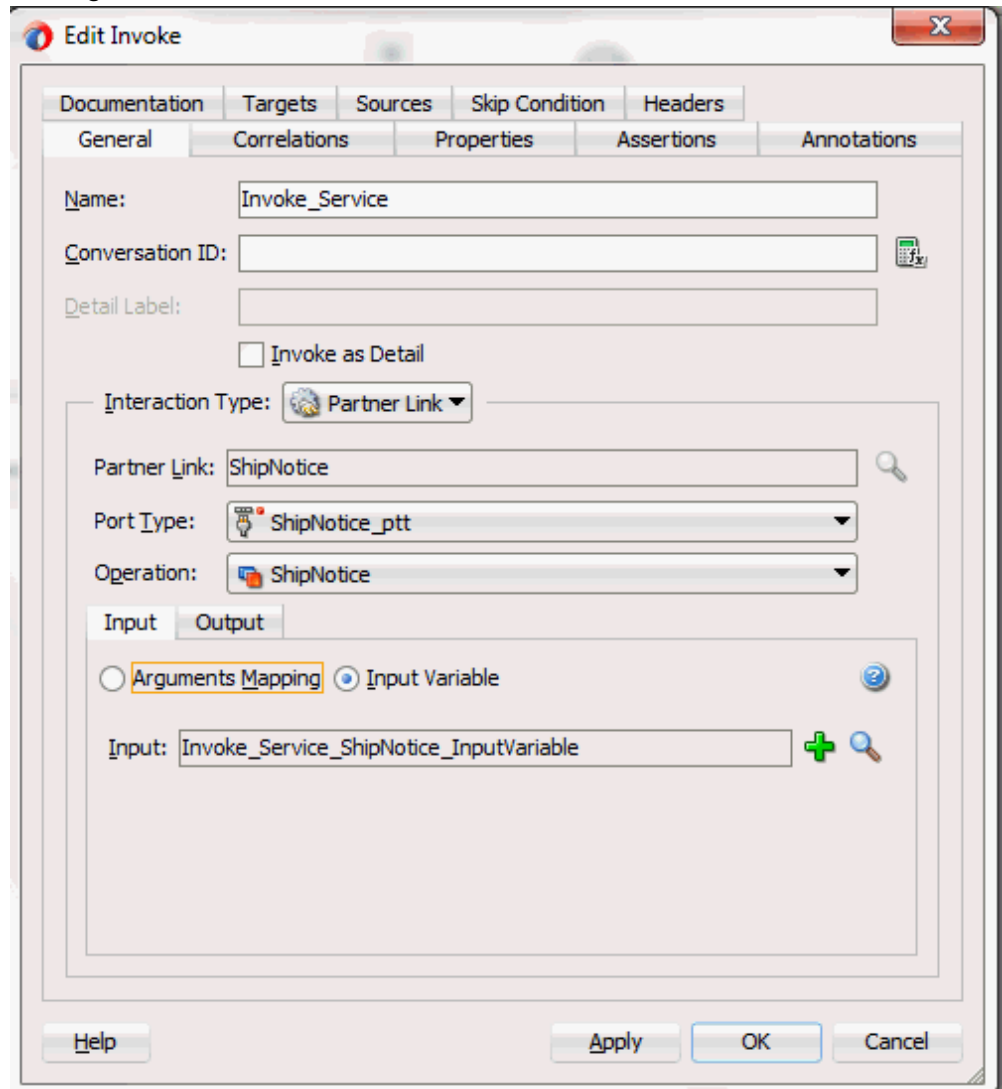 Edit Invoke
Documentation Targets Sources Skip Condition Headers
General Correlations Properties Assertions Annotations
Name: Invoke_Service
Conversation ID:
Detail Label:
Invoke as Detail
Interaction Type: Partner Link
Partner Link: ShipNotice
Port Type: ShipNotice_ptt
Operation: ShipNotice
Input Output
Arguments Mapping Input Variable
Input: Invoke_Service_ShipNotice_InputVariable
Help Apply OK Cancel